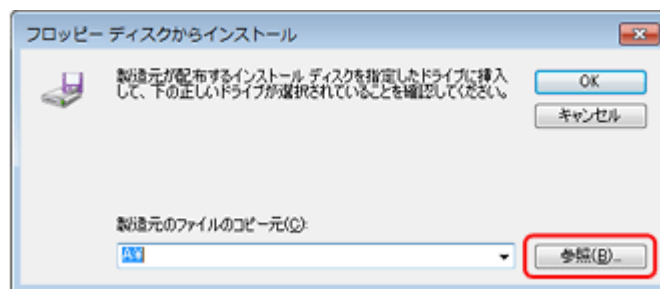 フロッピー ディスクからインストール
製造元が配布するインストール ディスクを指定したドライブに挿入
して、下の正しいドライブが選択されていることを確認してください。
OK
キャンセル
製造元のファイルのコピー元(C):
A:¥
参照(B)...